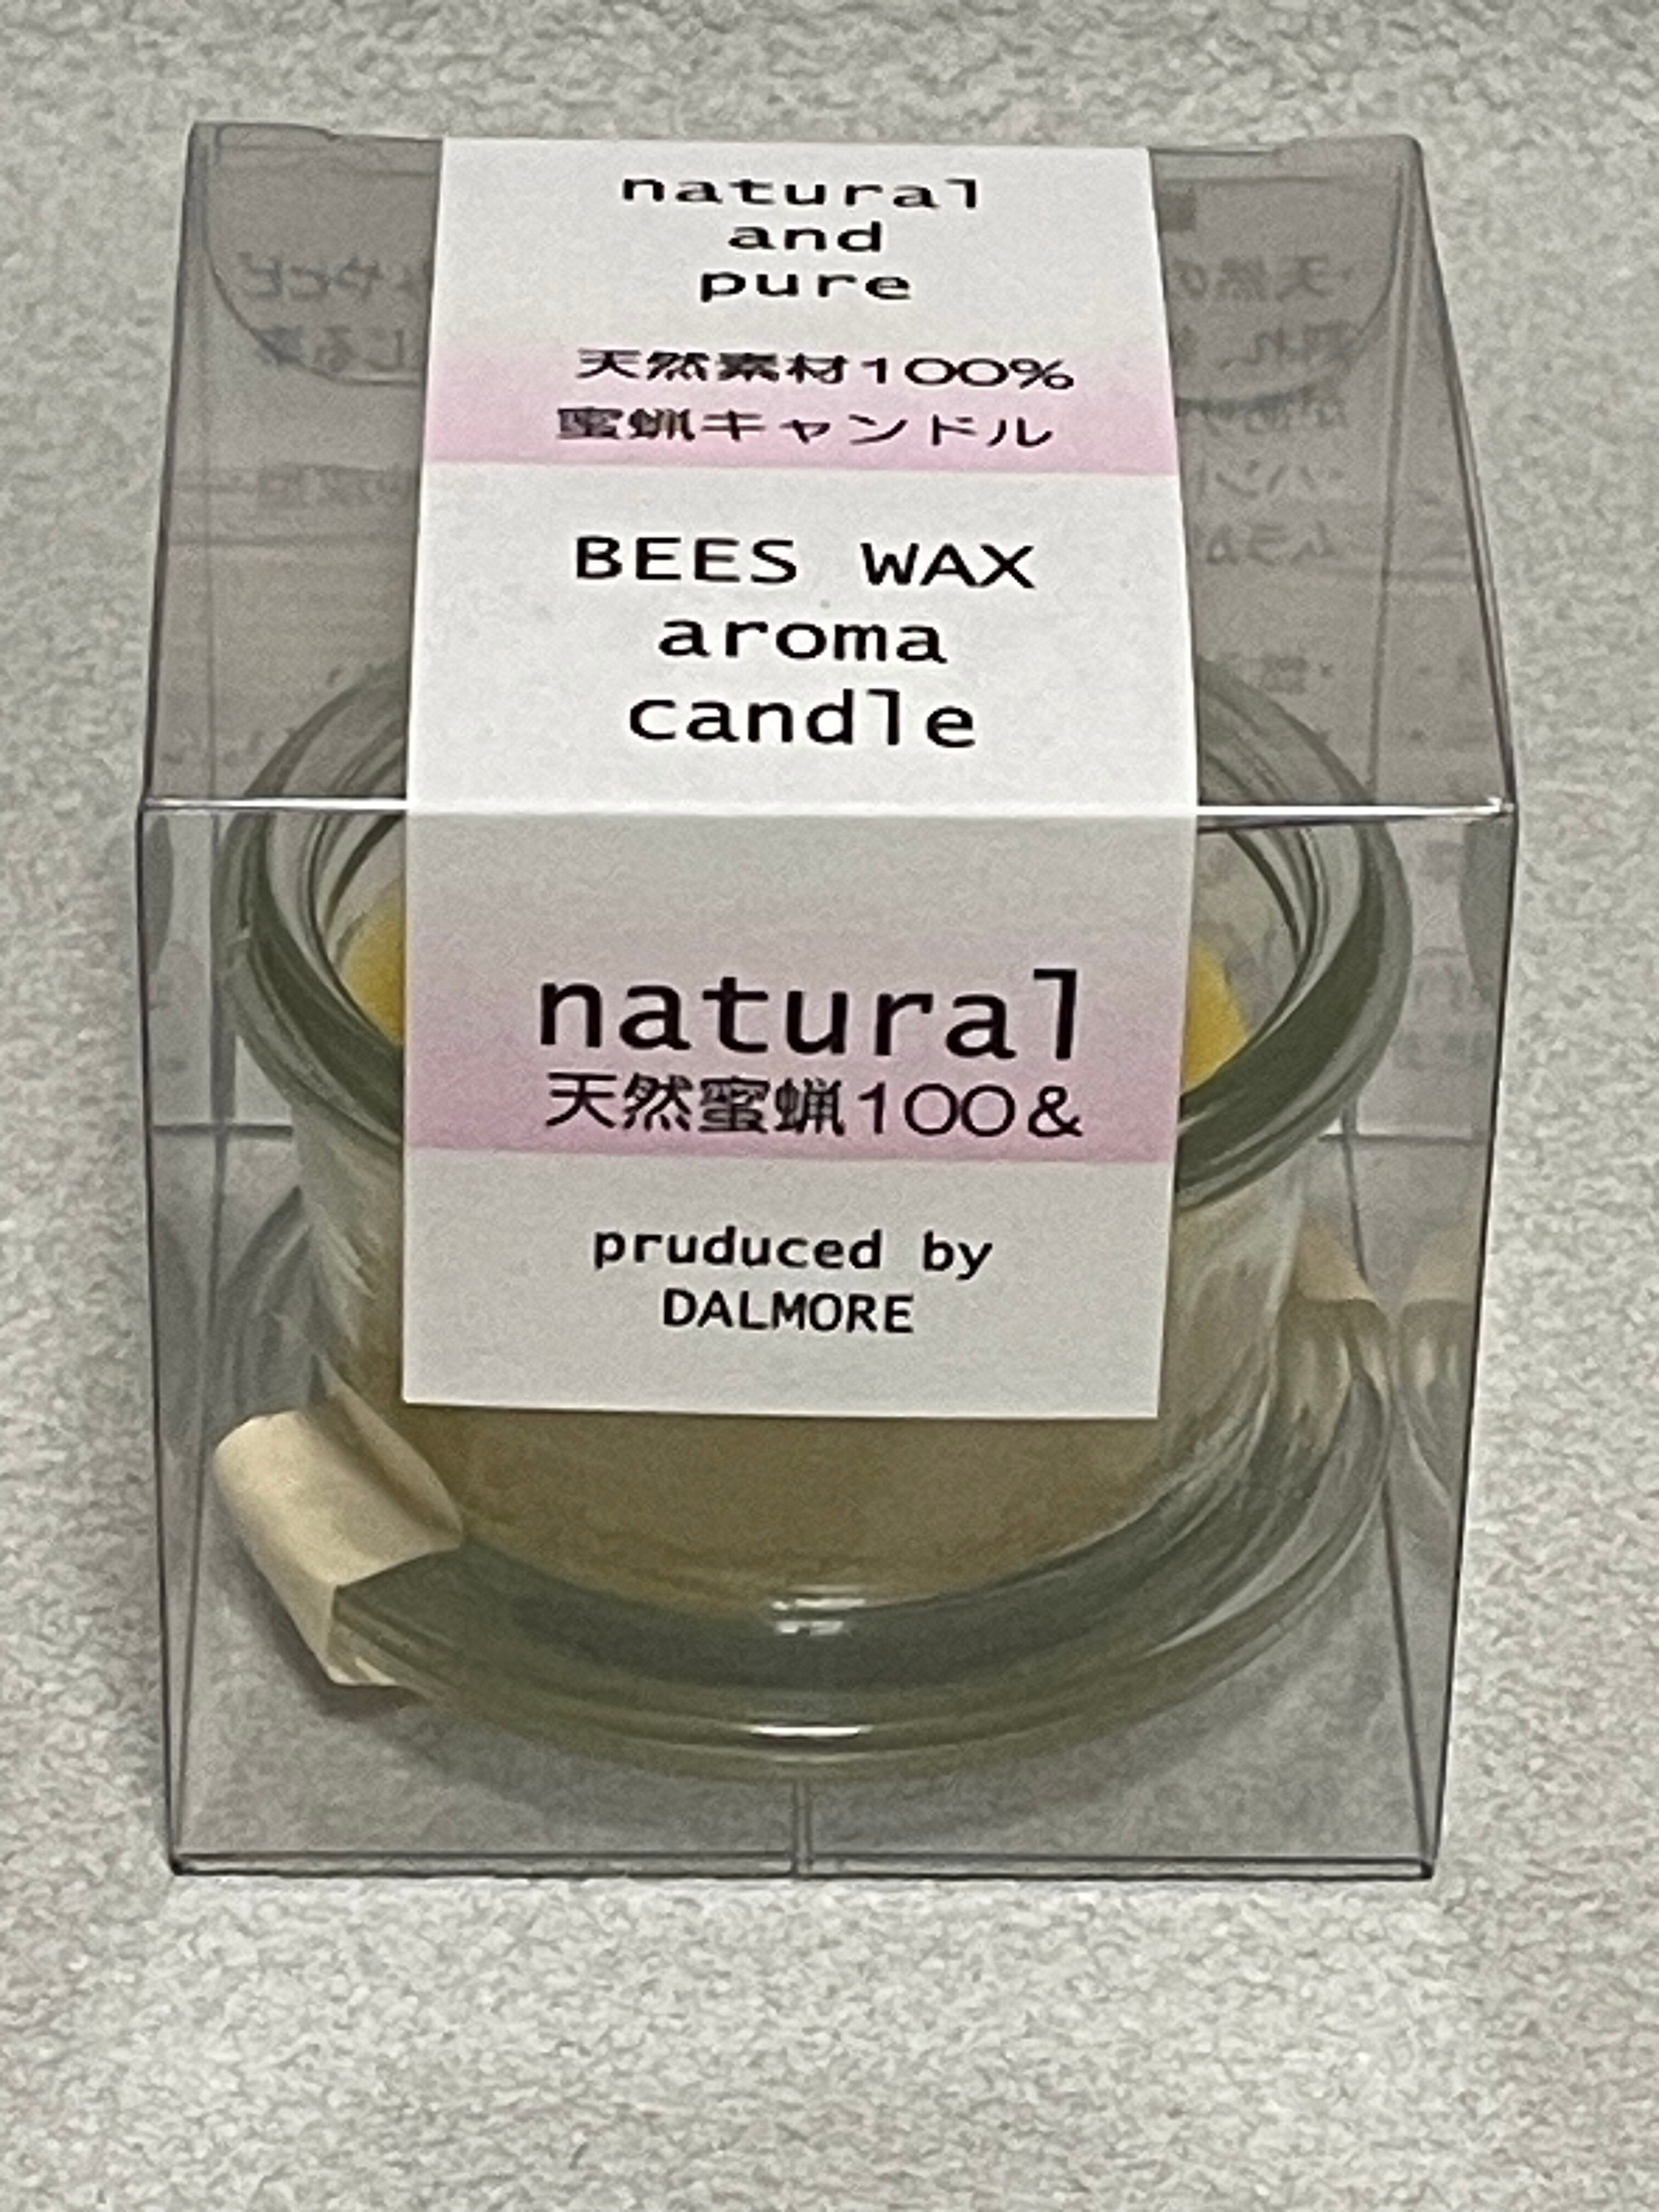 natural
and
pure
天然素材100%
蜜蝋キャンドル
BEES WAX
aroma
candle
natural
天然蜜蝋100&
pruduced by
DALMORE